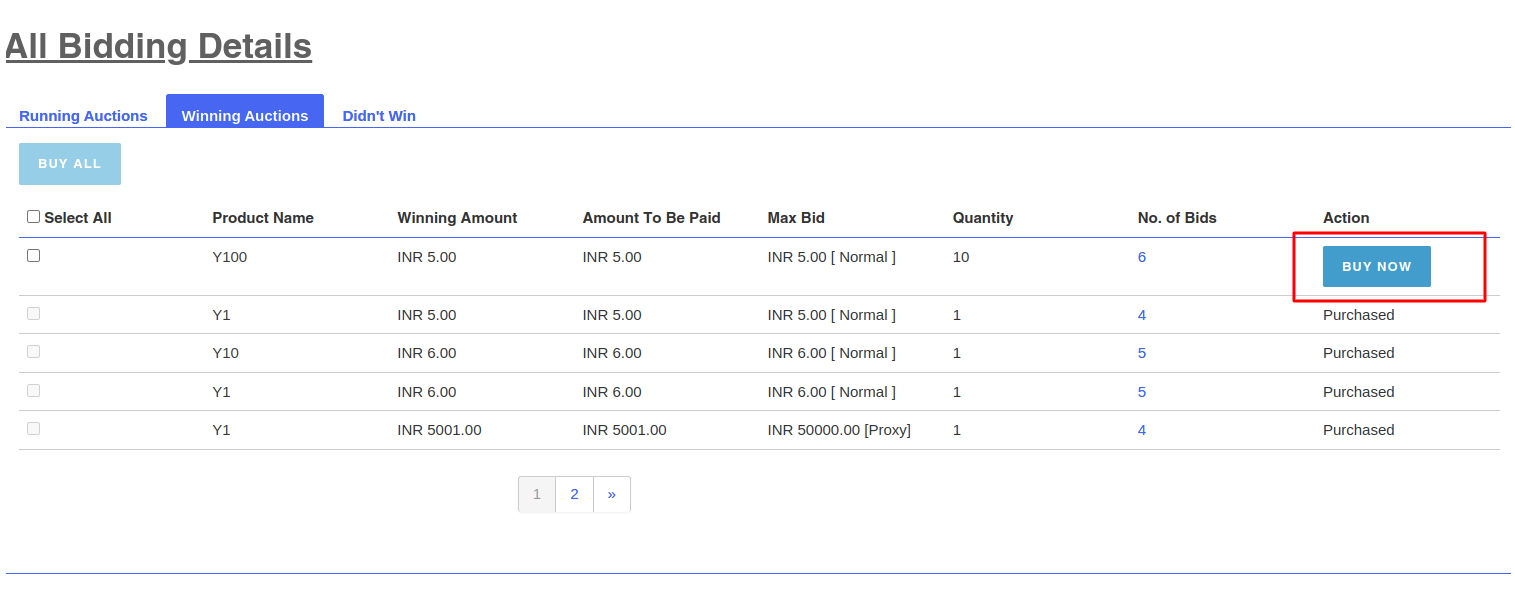 All Bidding Details
Running Auctions Winning Auctions Didn't Win
BUY ALL
Select All Product Name Winning Amount Amount To Be Paid Max Bid Quantity No. of Bids Action
Y100 INR 5.00 INR 5.00 INR 5.00 [ Normal ] 10 6 BUY NOW
Y1 INR 5.00 INR 5.00 INR 5.00 [ Normal ] 1 4 Purchased
Y10 INR 6.00 INR 6.00 INR 6.00 [ Normal ] 1 5 Purchased
Y1 INR 6.00 INR 6.00 INR 6.00 [ Normal ] 1 5 Purchased
Y1 INR 5001.00 INR 5001.00 INR 50000.00 [Proxy] 1 4 Purchased
1 2 »